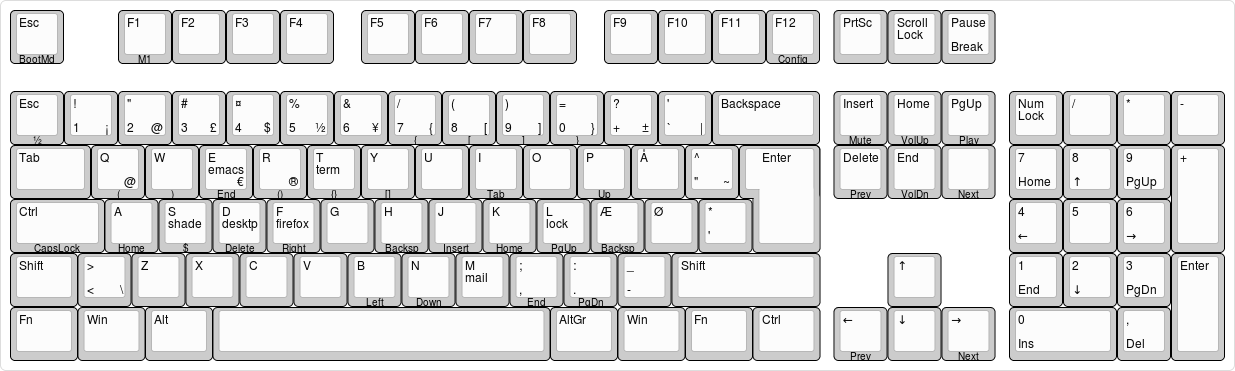 Esc F1 F2 F3 F4 F5 F6 F7 F8 F9 F10 F11 F12 PrtSc Scroll Pause
Lock Break
BootMd M1 Config
Esc ! " # ¤ % & / ( ) = ? ' Backspace Insert Home PgUp Num / * -
Lock
1 ¡ 2 @ 3 £ 4 $ 5 ½ 6 ¥ 7 { 8 [ 9 ] 0 } + ± ` |
½ { [ ] } Mute VolUp Play
Tab Q W E R T Y U I O P Å ^ Enter Delete End 7 8 9 +
emacs term
@ € ® " ~ Home ↑ PgUp
( ) End () {} [] Tab Up Prev VolDn Next
Ctrl A S D F G H J K L Æ Ø * 4 5 6
shade desktp firefox lock
' ← →
CapsLock Home $ Delete Right Backsp Insert Home PgUp Backsp
Shift > Z X C V B N M ; : _ Shift ↑ 1 2 3 Enter
mail
< \ , . - End ↓ PgDn
Left Down End PgDn
Fn Win Alt AltGr Win Fn Ctrl ← ↓ → 0 ,
Ins Del
Prev Next